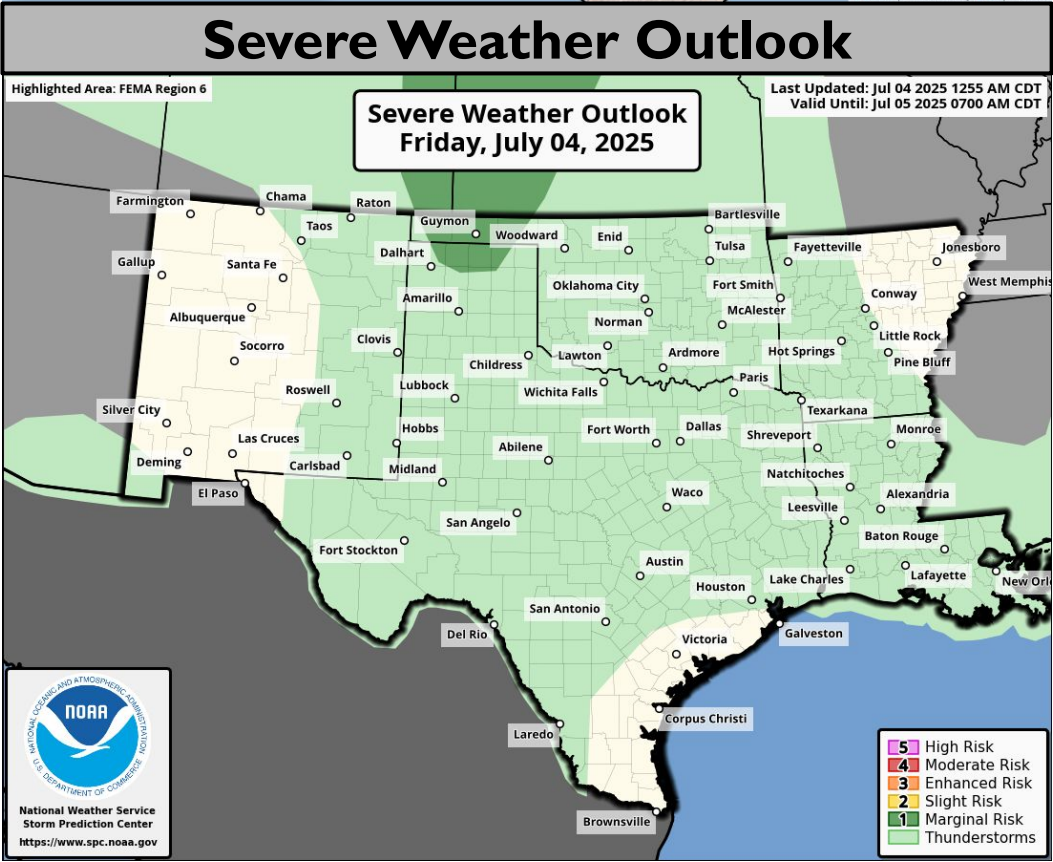 Severe Weather Outlook
Highlighted Area: FEMA Region 6
Last Updated: Jul 04 2025 1255 AM CDT
Valid Until: Jul 05 2025 0700 AM CDT
Severe Weather Outlook
Friday, July 04, 2025
Farmington
Chama
Raton
Taos
Guymon
Woodward
Enid
Bartlesville
Tulsa
Fayetteville
Jonesboro
Gallup
Santa Fe
Dalhart
Oklahoma City
Fort Smith
Conway
West Memphis
Albuquerque
Amarillo
Norman
McAlester
Little Rock
Socorro
Clovis
Childress
Lawton
Ardmore
Hot Springs
Pine Bluff
Roswell
Lubbock
Wichita Falls
Paris
Texarkana
Silver City
Las Cruces
Hobbs
Abilene
Fort Worth
Dallas
Shreveport
Monroe
Deming
Carlsbad
Midland
Natchitoches
El Paso
Waco
Leesville
Alexandria
San Angelo
Baton Rouge
Fort Stockton
Austin
Houston
Lake Charles
Lafayette
New Orl
San Antonio
Del Rio
Victoria
Galveston
Laredo
Corpus Christi
Brownsville
NATIONAL OCEANIC AND ATMOSPHERIC ADMINISTRATION
NOAA
U.S. DEPARTMENT OF COMMERCE
National Weather Service
Storm Prediction Center
https://www.spc.noaa.gov
5 High Risk
4 Moderate Risk
3 Enhanced Risk
2 Slight Risk
1 Marginal Risk
Thunderstorms